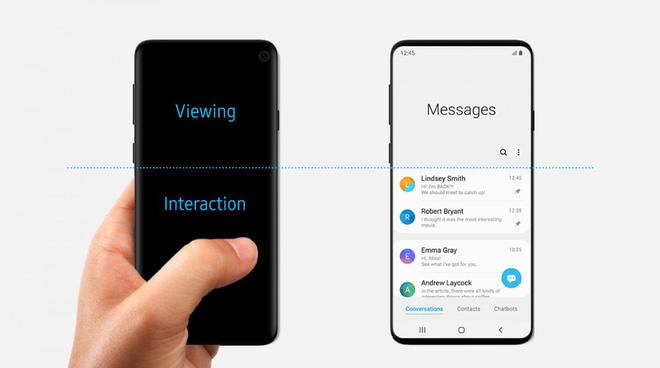 Viewing
Interaction
12:45
Messages
Lindsey Smith 12:45
Hi! I'm BACK!!!
We should meet to catch up!
Robert Bryant 12:38
I thought it was the most interesting
movie.
Emma Gray 10:35
Hi, Alisa!
See what I've got for you.
Andrew Laycock
In the article, there were all kinds of
interesting things about coffee
Conversations Contacts Chatbots